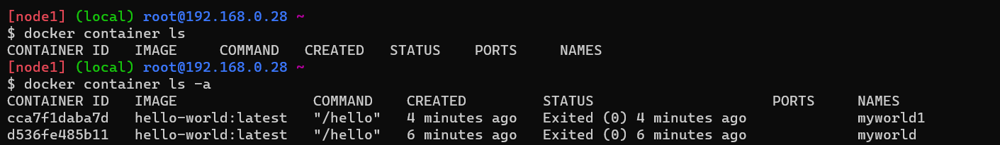 [node1] (local) root@192.168.0.28 ~
$ docker container ls
CONTAINER ID   IMAGE     COMMAND   CREATED   STATUS    PORTS     NAMES
[node1] (local) root@192.168.0.28 ~
$ docker container ls -a
CONTAINER ID   IMAGE                COMMAND    CREATED         STATUS                     PORTS     NAMES
cca7f1daba7d   hello-world:latest   "/hello"   4 minutes ago   Exited (0) 4 minutes ago             myworld1
d536fe485b11   hello-world:latest   "/hello"   6 minutes ago   Exited (0) 6 minutes ago             myworld